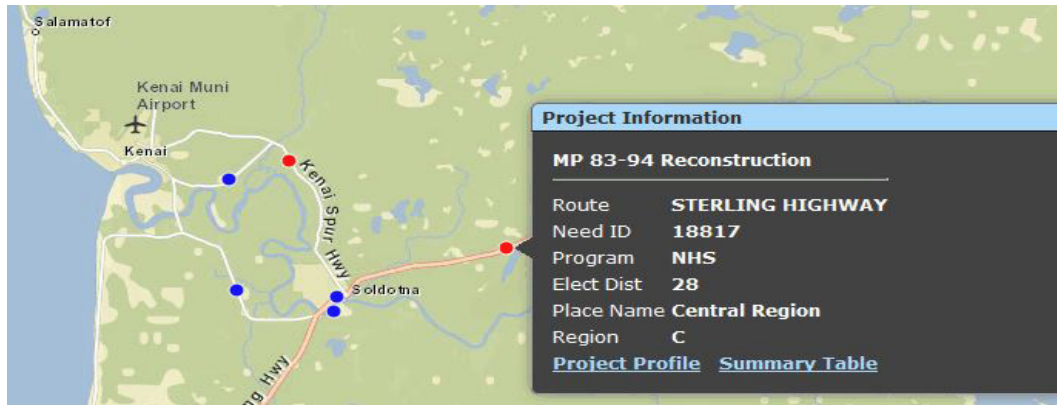 Salamatof
Kenai Muni
Airport
Kenai
Kenai Spur Hwy
Soldotna
Hwy
Project Information
MP 83-94 Reconstruction
Route STERLING HIGHWAY
Need ID 18817
Program NHS
Elect Dist 28
Place Name Central Region
Region C
Project Profile Summary Table